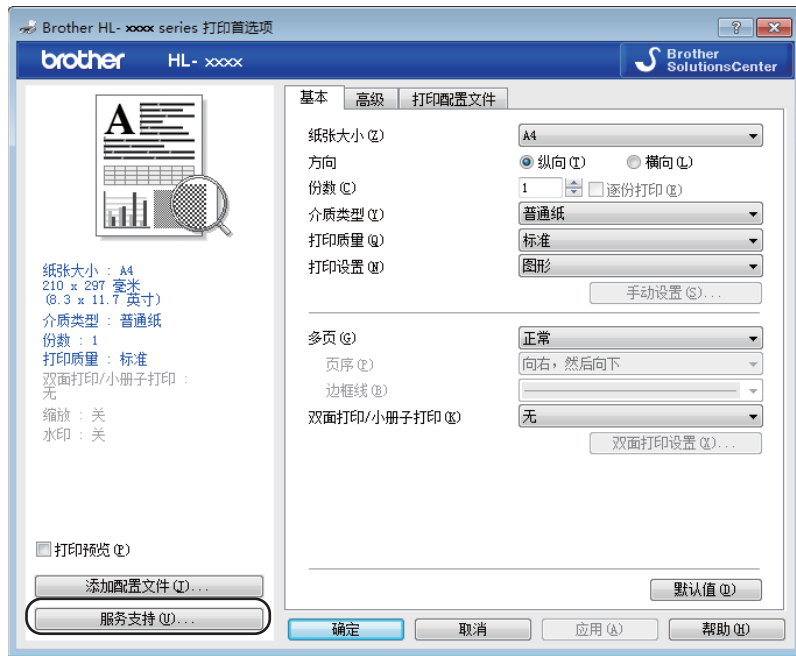 Brother HL- xxxx series 打印首选项
brother HL- xxxx
Brother
SolutionsCenter
A
纸张大小 : A4
210 x 297 毫米
(8.3 x 11.7 英寸)
介质类型 : 普通纸
份数 : 1
打印质量 : 标准
双面打印/小册子打印 :
无
缩放 : 关
水印 : 关
打印预览(P)
添加配置文件(T)...
服务支持(U)...
基本 高级 打印配置文件
纸张大小(Z) A4
方向 纵向(T) 横向(L)
份数(C) 1 逐份打印(E)
介质类型(Y) 普通纸
打印质量(Q) 标准
打印设置(N) 图形
手动设置(S)...
多页(G) 正常
页序(P) 向右，然后向下
边框线(B)
双面打印/小册子打印(K) 无
双面打印设置(X)...
默认值(D)
确定 取消 应用(A) 帮助(H)